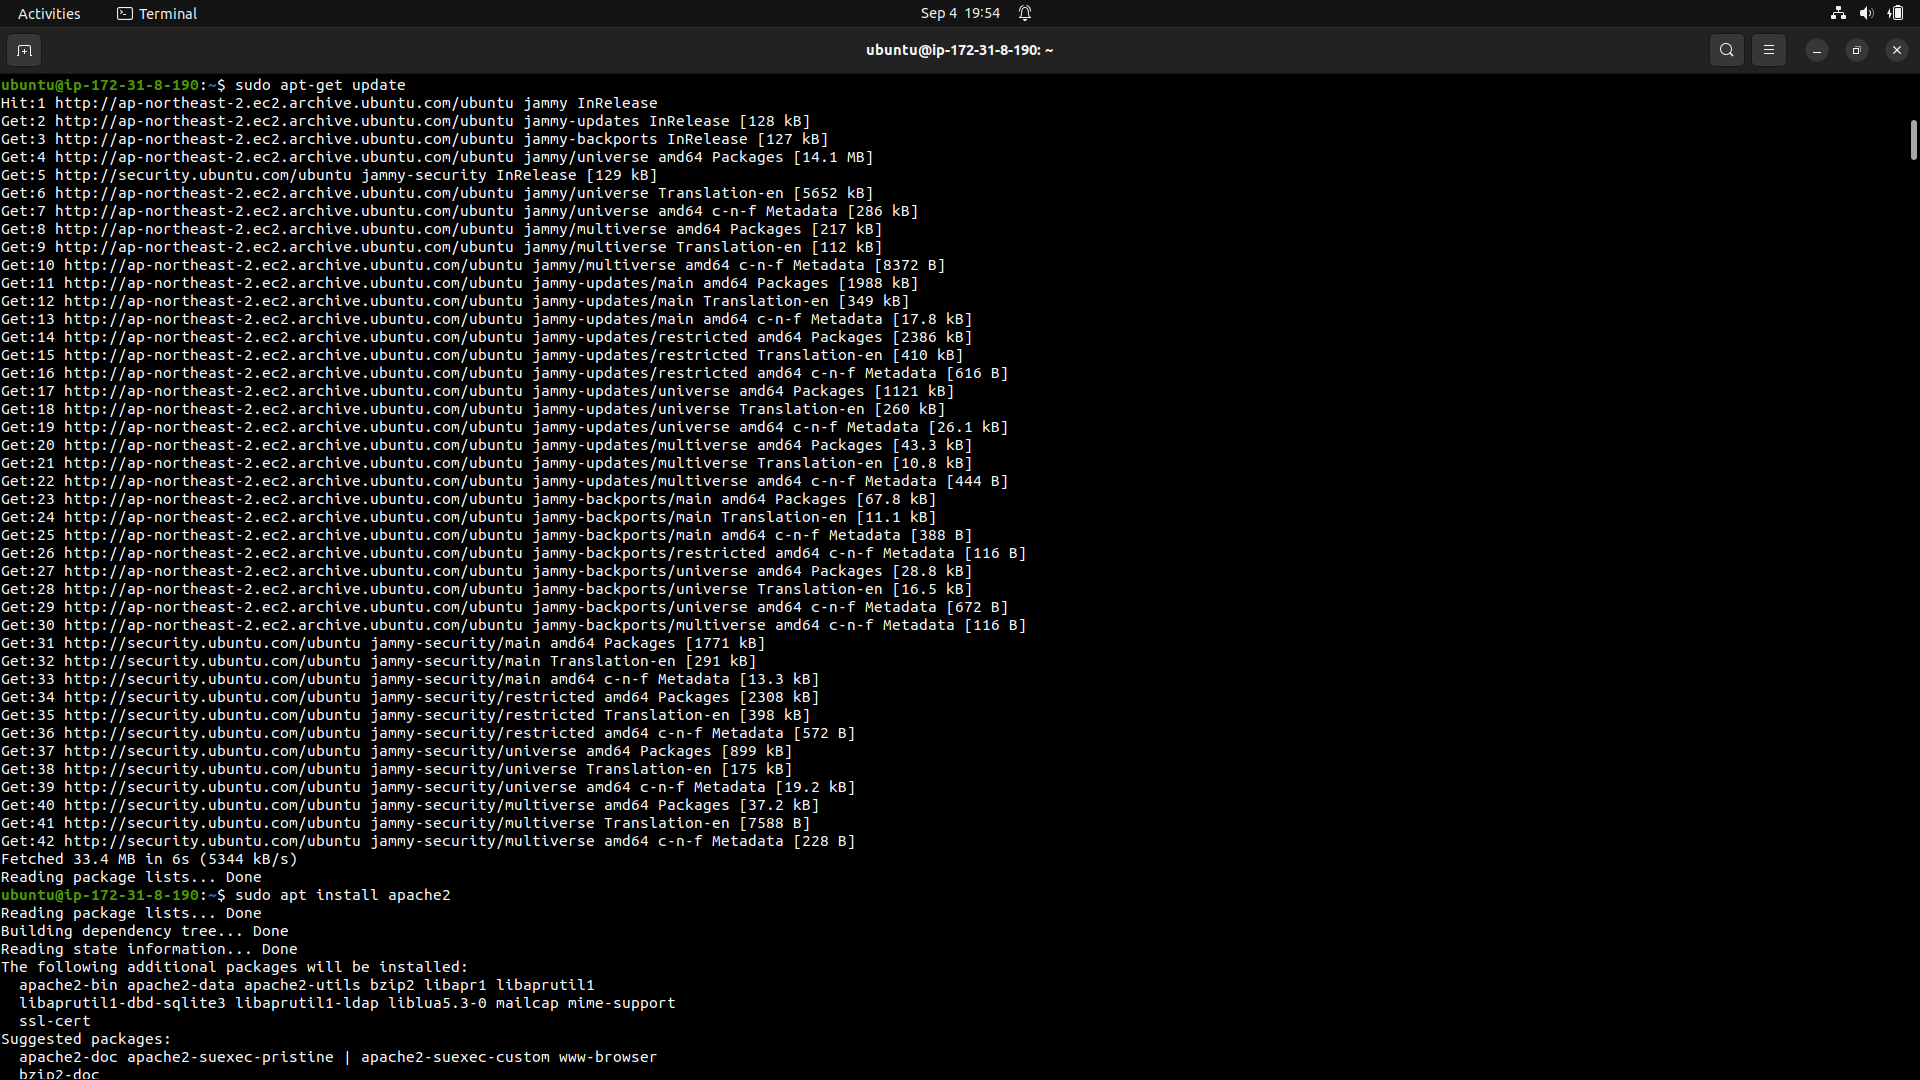 Activities
Terminal
Sep 4 19:54
ubuntu@ip-172-31-8-190: ~
ubuntu@ip-172-31-8-190:~$ sudo apt-get update
Hit:1 http://ap-northeast-2.ec2.archive.ubuntu.com/ubuntu jammy InRelease
Get:2 http://ap-northeast-2.ec2.archive.ubuntu.com/ubuntu jammy-updates InRelease [128 kB]
Get:3 http://ap-northeast-2.ec2.archive.ubuntu.com/ubuntu jammy-backports InRelease [127 kB]
Get:4 http://ap-northeast-2.ec2.archive.ubuntu.com/ubuntu jammy/universe amd64 Packages [14.1 MB]
Get:5 http://security.ubuntu.com/ubuntu jammy-security InRelease [129 kB]
Get:6 http://ap-northeast-2.ec2.archive.ubuntu.com/ubuntu jammy/universe Translation-en [5652 kB]
Get:7 http://ap-northeast-2.ec2.archive.ubuntu.com/ubuntu jammy/universe amd64 c-n-f Metadata [286 kB]
Get:8 http://ap-northeast-2.ec2.archive.ubuntu.com/ubuntu jammy/multiverse amd64 Packages [217 kB]
Get:9 http://ap-northeast-2.ec2.archive.ubuntu.com/ubuntu jammy/multiverse Translation-en [112 kB]
Get:10 http://ap-northeast-2.ec2.archive.ubuntu.com/ubuntu jammy/multiverse amd64 c-n-f Metadata [8372 B]
Get:11 http://ap-northeast-2.ec2.archive.ubuntu.com/ubuntu jammy-updates/main amd64 Packages [1988 kB]
Get:12 http://ap-northeast-2.ec2.archive.ubuntu.com/ubuntu jammy-updates/main Translation-en [349 kB]
Get:13 http://ap-northeast-2.ec2.archive.ubuntu.com/ubuntu jammy-updates/main amd64 c-n-f Metadata [17.8 kB]
Get:14 http://ap-northeast-2.ec2.archive.ubuntu.com/ubuntu jammy-updates/restricted amd64 Packages [2386 kB]
Get:15 http://ap-northeast-2.ec2.archive.ubuntu.com/ubuntu jammy-updates/restricted Translation-en [410 kB]
Get:16 http://ap-northeast-2.ec2.archive.ubuntu.com/ubuntu jammy-updates/restricted amd64 c-n-f Metadata [616 B]
Get:17 http://ap-northeast-2.ec2.archive.ubuntu.com/ubuntu jammy-updates/universe amd64 Packages [1121 kB]
Get:18 http://ap-northeast-2.ec2.archive.ubuntu.com/ubuntu jammy-updates/universe Translation-en [260 kB]
Get:19 http://ap-northeast-2.ec2.archive.ubuntu.com/ubuntu jammy-updates/universe amd64 c-n-f Metadata [26.1 kB]
Get:20 http://ap-northeast-2.ec2.archive.ubuntu.com/ubuntu jammy-updates/multiverse amd64 Packages [43.3 kB]
Get:21 http://ap-northeast-2.ec2.archive.ubuntu.com/ubuntu jammy-updates/multiverse Translation-en [10.8 kB]
Get:22 http://ap-northeast-2.ec2.archive.ubuntu.com/ubuntu jammy-updates/multiverse amd64 c-n-f Metadata [444 B]
Get:23 http://ap-northeast-2.ec2.archive.ubuntu.com/ubuntu jammy-backports/main amd64 Packages [67.8 kB]
Get:24 http://ap-northeast-2.ec2.archive.ubuntu.com/ubuntu jammy-backports/main Translation-en [11.1 kB]
Get:25 http://ap-northeast-2.ec2.archive.ubuntu.com/ubuntu jammy-backports/main amd64 c-n-f Metadata [388 B]
Get:26 http://ap-northeast-2.ec2.archive.ubuntu.com/ubuntu jammy-backports/restricted amd64 c-n-f Metadata [116 B]
Get:27 http://ap-northeast-2.ec2.archive.ubuntu.com/ubuntu jammy-backports/universe amd64 Packages [28.8 kB]
Get:28 http://ap-northeast-2.ec2.archive.ubuntu.com/ubuntu jammy-backports/universe Translation-en [16.5 kB]
Get:29 http://ap-northeast-2.ec2.archive.ubuntu.com/ubuntu jammy-backports/universe amd64 c-n-f Metadata [672 B]
Get:30 http://ap-northeast-2.ec2.archive.ubuntu.com/ubuntu jammy-backports/multiverse amd64 c-n-f Metadata [116 B]
Get:31 http://security.ubuntu.com/ubuntu jammy-security/main amd64 Packages [1771 kB]
Get:32 http://security.ubuntu.com/ubuntu jammy-security/main Translation-en [291 kB]
Get:33 http://security.ubuntu.com/ubuntu jammy-security/main amd64 c-n-f Metadata [13.3 kB]
Get:34 http://security.ubuntu.com/ubuntu jammy-security/restricted amd64 Packages [2308 kB]
Get:35 http://security.ubuntu.com/ubuntu jammy-security/restricted Translation-en [398 kB]
Get:36 http://security.ubuntu.com/ubuntu jammy-security/restricted amd64 c-n-f Metadata [572 B]
Get:37 http://security.ubuntu.com/ubuntu jammy-security/universe amd64 Packages [899 kB]
Get:38 http://security.ubuntu.com/ubuntu jammy-security/universe Translation-en [175 kB]
Get:39 http://security.ubuntu.com/ubuntu jammy-security/universe amd64 c-n-f Metadata [19.2 kB]
Get:40 http://security.ubuntu.com/ubuntu jammy-security/multiverse amd64 Packages [37.2 kB]
Get:41 http://security.ubuntu.com/ubuntu jammy-security/multiverse Translation-en [7588 B]
Get:42 http://security.ubuntu.com/ubuntu jammy-security/multiverse amd64 c-n-f Metadata [228 B]
Fetched 33.4 MB in 6s (5344 kB/s)
Reading package lists... Done
ubuntu@ip-172-31-8-190:~$ sudo apt install apache2
Reading package lists... Done
Building dependency tree... Done
Reading state information... Done
The following additional packages will be installed:
  apache2-bin apache2-data apache2-utils bzip2 libapr1 libaprutil1
  libaprutil1-dbd-sqlite3 libaprutil1-ldap liblua5.3-0 mailcap mime-support
  ssl-cert
Suggested packages:
  apache2-doc apache2-suexec-pristine | apache2-suexec-custom www-browser
  bzip2-doc